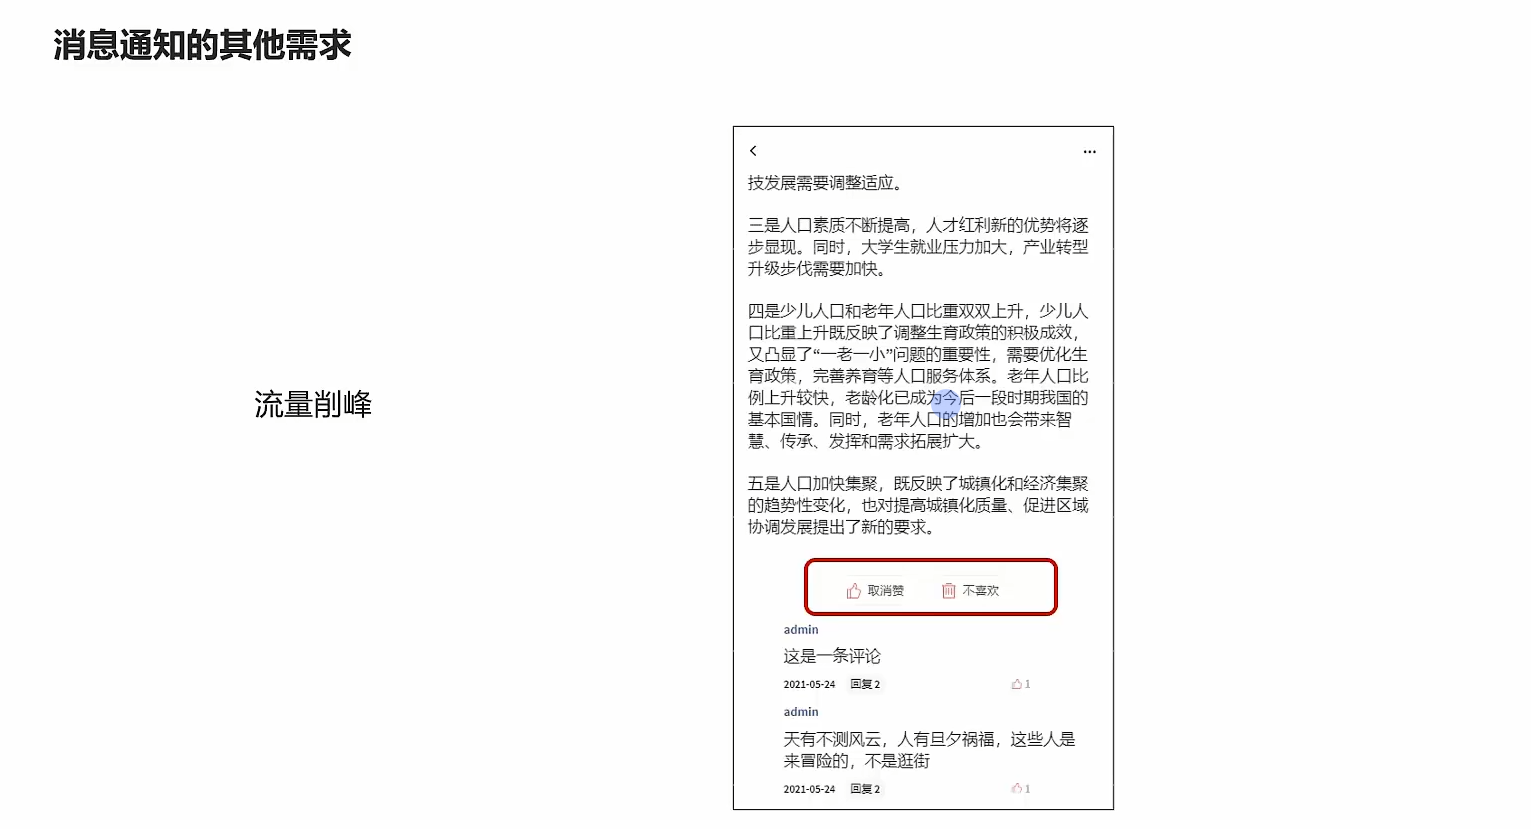 消息通知的其他需求
流量削峰
技发展需要调整适应。
三是人口素质不断提高，人才红利新的优势将逐
步显现。同时，大学生就业压力加大，产业转型
升级步伐需要加快。
四是少儿人口和老年人口比重双双上升，少儿人
口比重上升既反映了调整生育政策的积极成效，
又凸显了“一老一小”问题的重要性，需要优化生
育政策，完善养育等人口服务体系。老年人口比
例上升较快，老龄化已成为今后一段时期我国的
基本国情。同时，老年人口的增加也会带来智
慧、传承、发挥和需求拓展扩大。
五是人口加快集聚，既反映了城镇化和经济集聚
的趋势性变化，也对提高城镇化质量、促进区域
协调发展提出了新的要求。
取消赞 不喜欢
admin
这是一条评论
2021-05-24 回复 2 1
admin
天有不测风云，人有旦夕祸福，这些人是
来冒险的，不是逛街
2021-05-24 回复 2 1